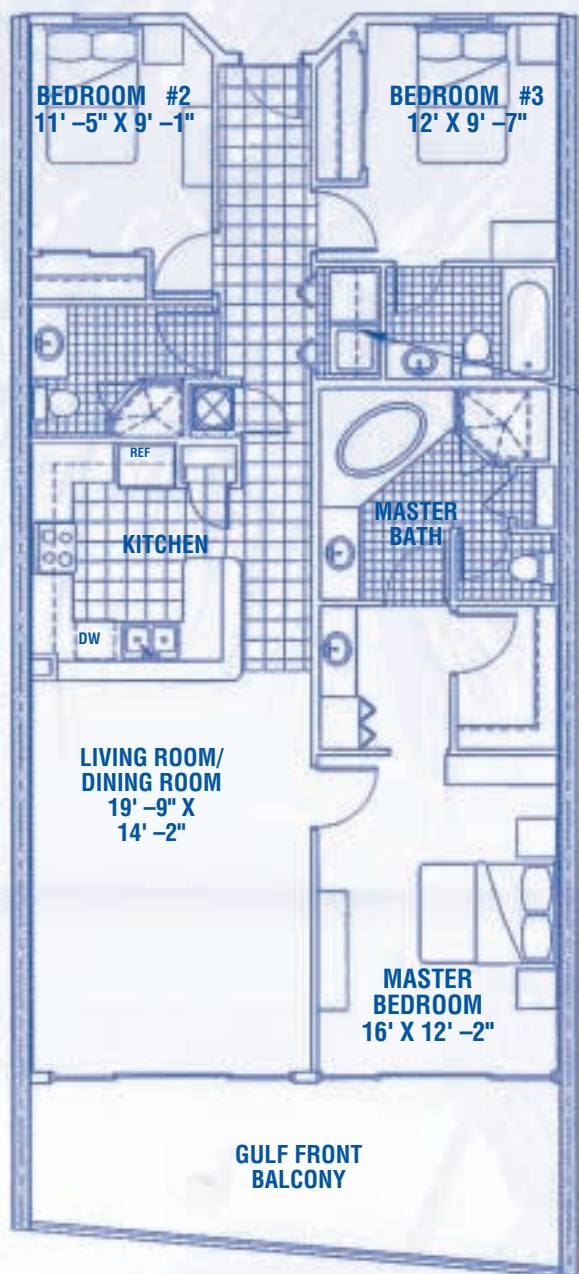 BEDROOM #2
11' –5" X 9' –1"
BEDROOM #3
12' X 9' –7"
REF
KITCHEN
MASTER
BATH
DW
LIVING ROOM/
DINING ROOM
19' –9" X
14' –2"
MASTER
BEDROOM
16' X 12' –2"
GULF FRONT
BALCONY